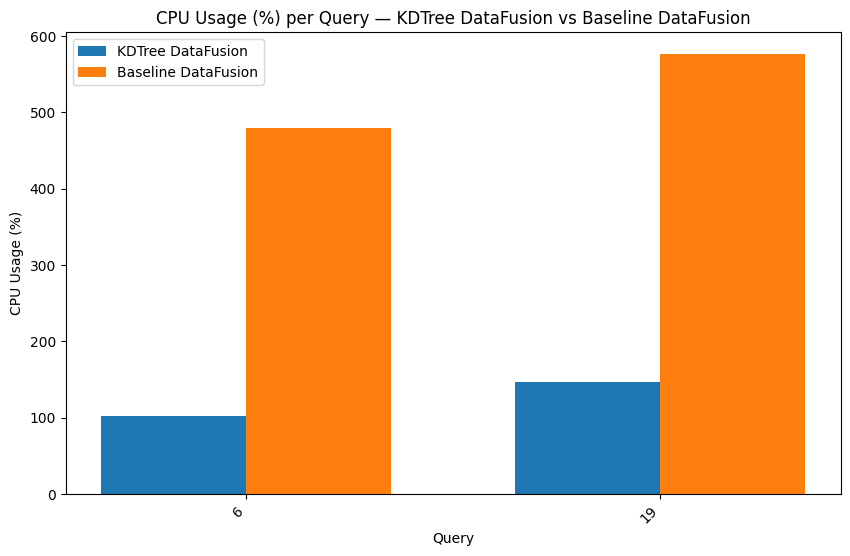 CPU Usage (%) per Query — KDTree DataFusion vs Baseline DataFusion
KDTree DataFusion
Baseline DataFusion
600
500
400
300
200
100
0
CPU Usage (%)
6
19
Query